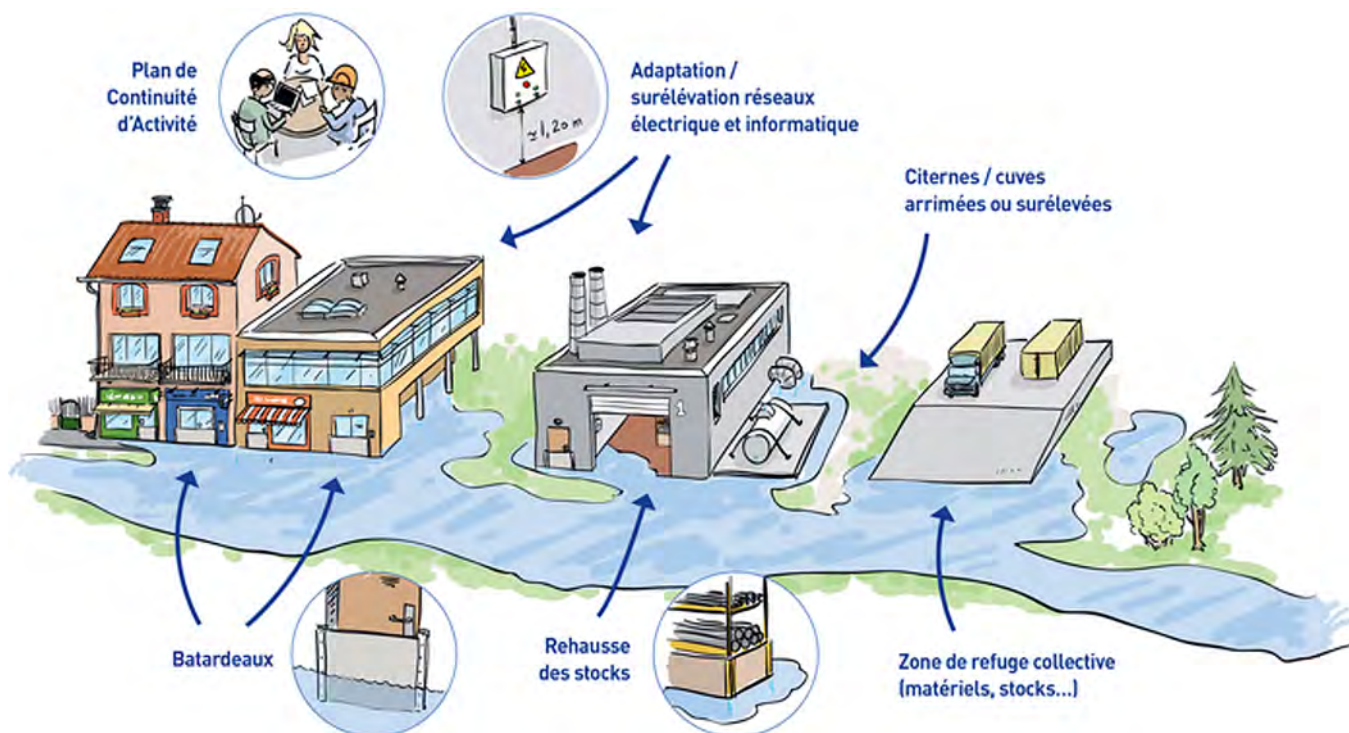 Plan de
Continuité
d'Activité
≃1,20 m
Adaptation /
surélévation réseaux
électrique et informatique
Citernes / cuves
arrimées ou surélevées
1
Batardeaux
Rehausse
des stocks
Zone de refuge collective
(matériels, stocks...)